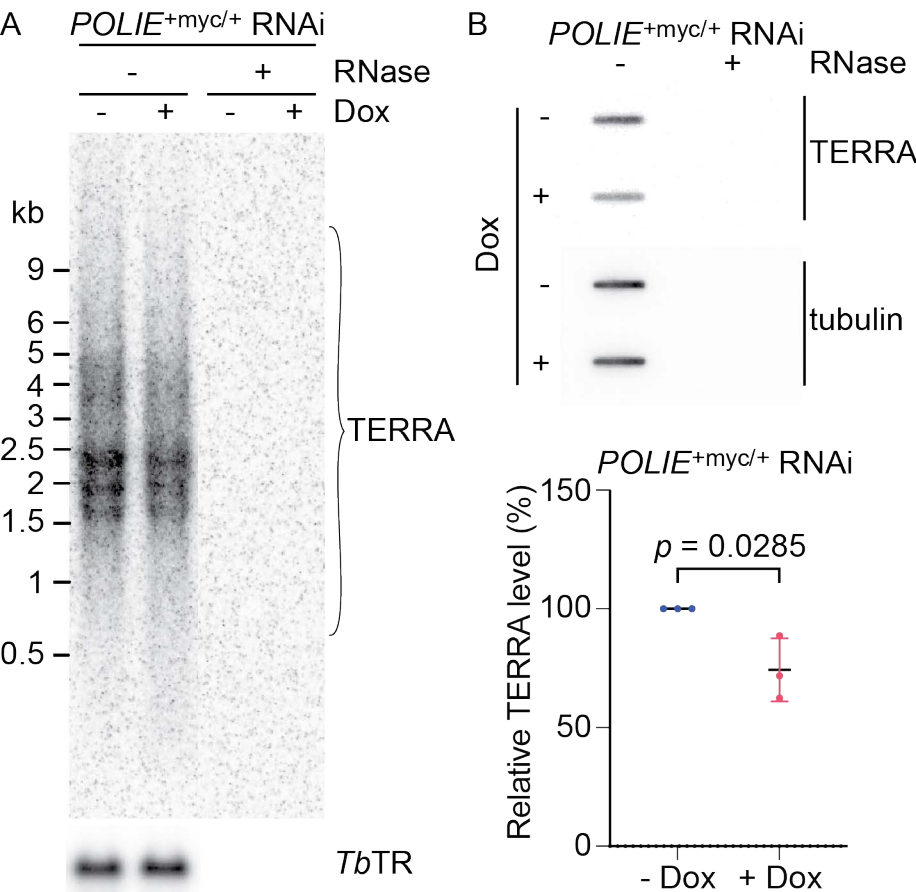 A
POLIE+myc/+ RNAi
- + RNase
- + - + Dox
kb
9
6
5
4
3
2.5
2
1.5
1
0.5
TERRA
TbTR
B
POLIE+myc/+ RNAi
- + RNase
Dox
-
+
TERRA
-
+
tubulin
POLIE+myc/+ RNAi
Relative TERRA level (%)
150
100
50
0
p = 0.0285
- Dox + Dox